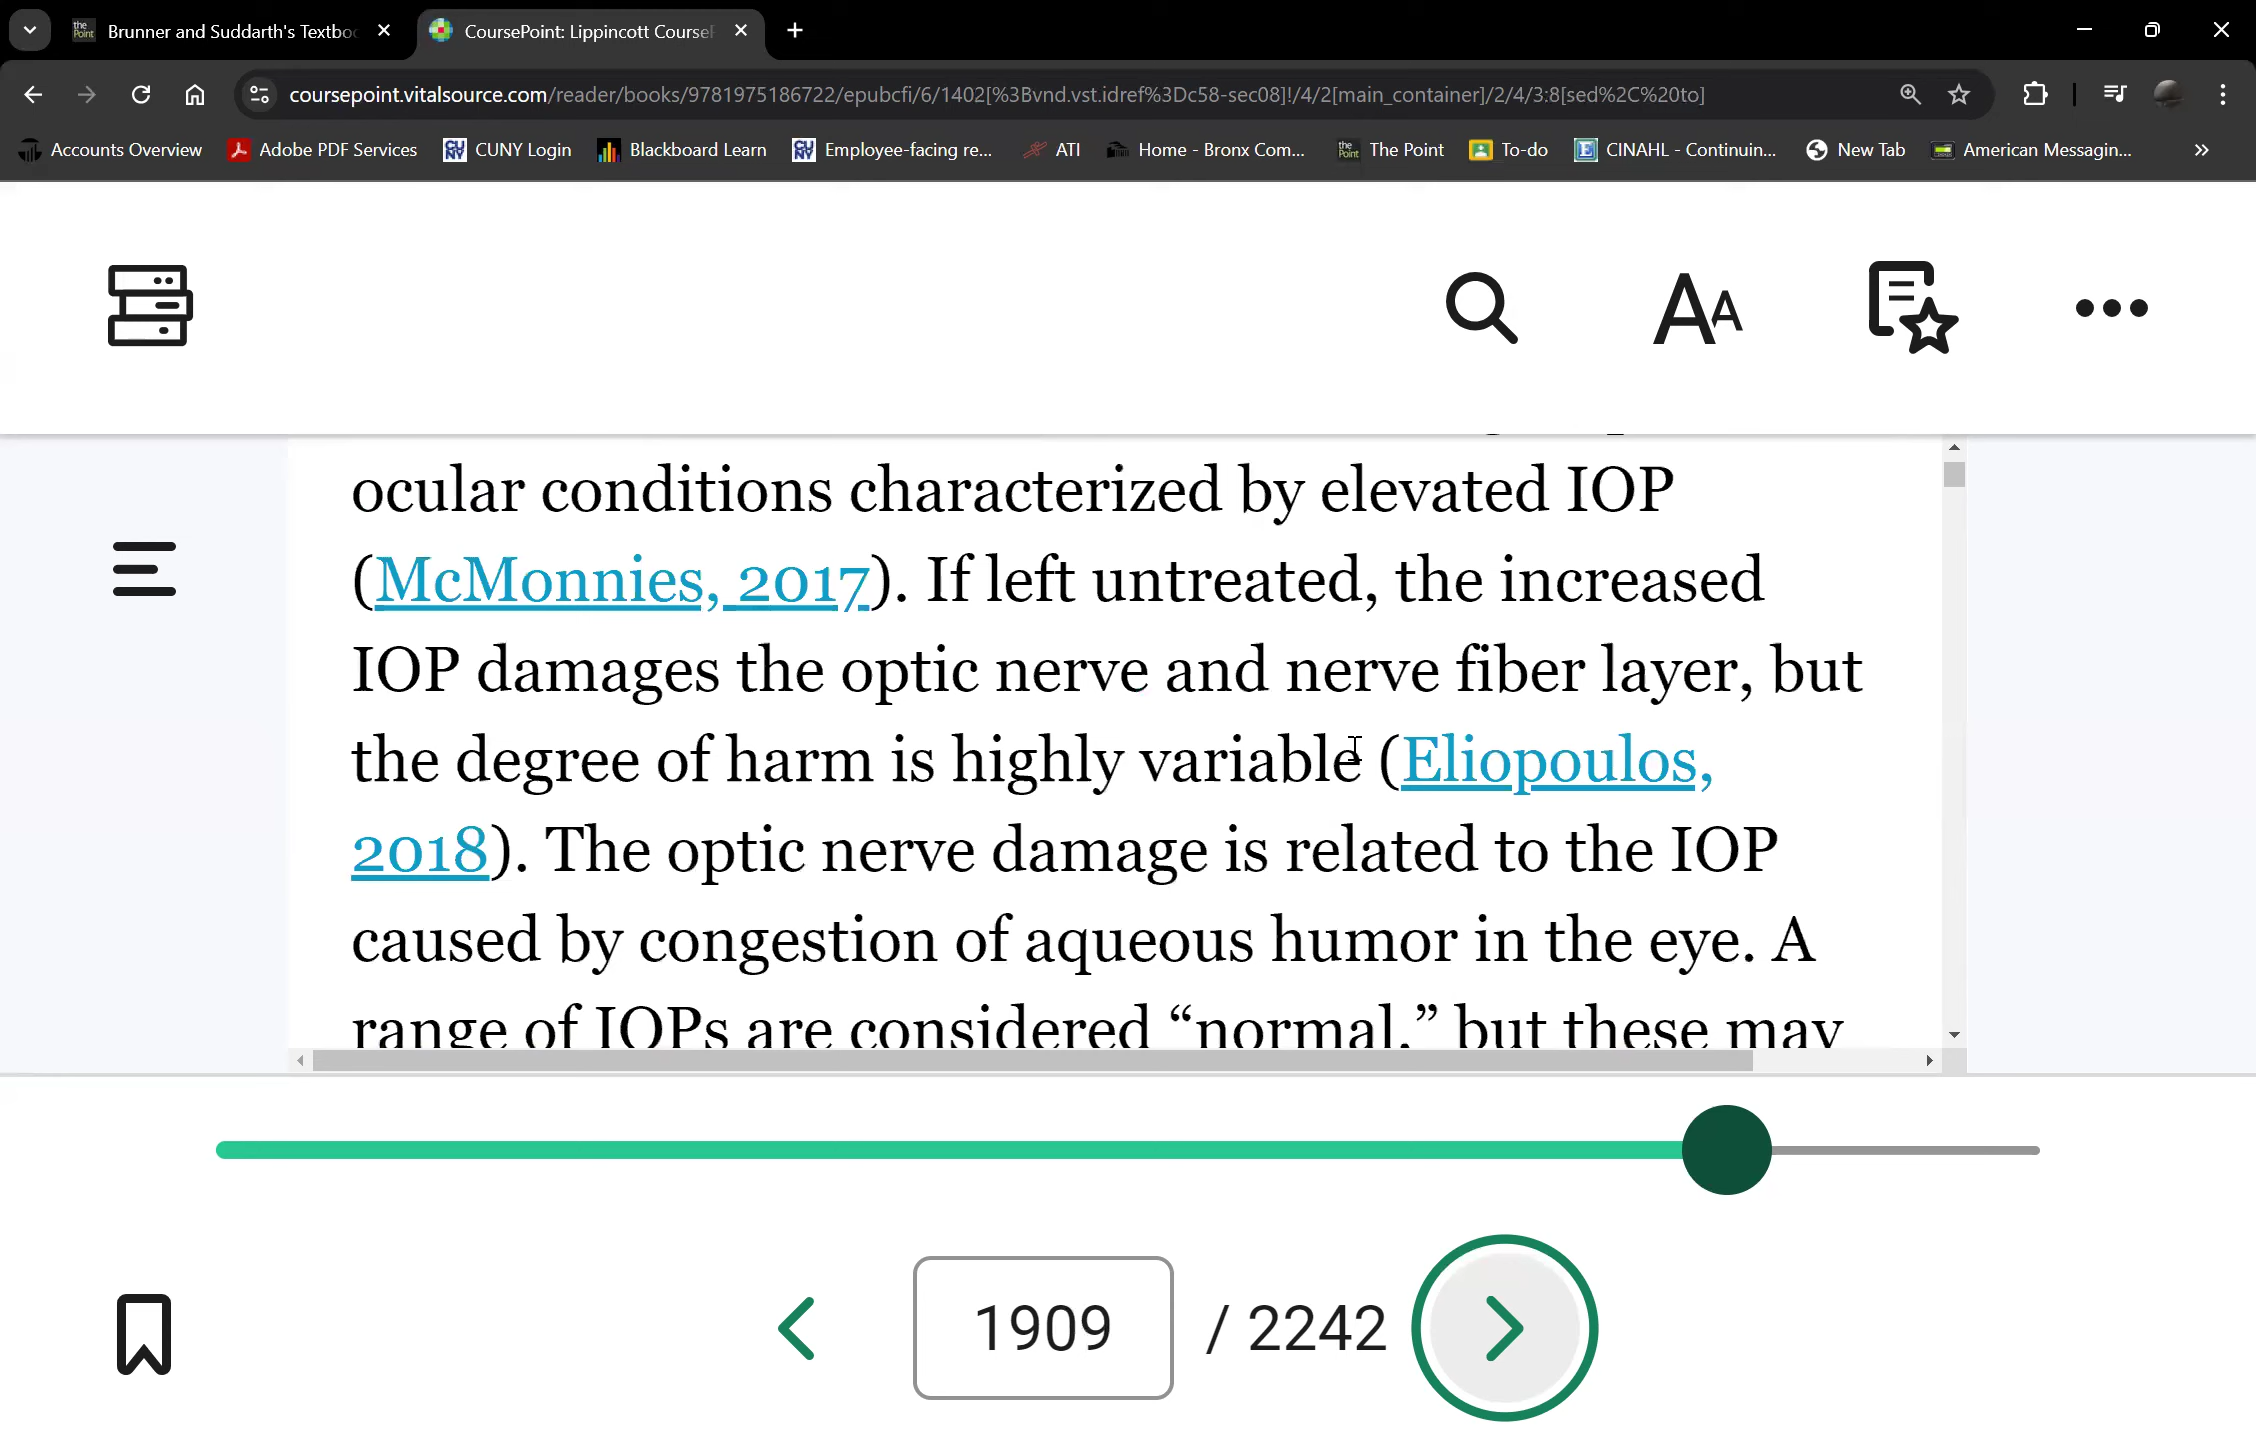 Brunner and Suddarth's Textbo
CoursePoint: Lippincott Course
coursepoint.vitalsource.com/reader/books/9781975186722/epubcfi/6/1402[%3Bvnd.vst.idref%3Dc58-sec08]!/4/2[main_container]/2/4/3:8[sed%2C%20to]
Accounts Overview
Adobe PDF Services
CUNY Login
Blackboard Learn
Employee-facing re...
ATI
Home - Bronx Com...
The Point
To-do
CINAHL - Continuin...
New Tab
American Messagin...
AA
ocular conditions characterized by elevated IOP
(McMonnies, 2017). If left untreated, the increased
IOP damages the optic nerve and nerve fiber layer, but
the degree of harm is highly variable (Eliopoulos,
2018). The optic nerve damage is related to the IOP
caused by congestion of aqueous humor in the eye. A
range of IOPs are considered “normal,” but these may
1909 / 2242